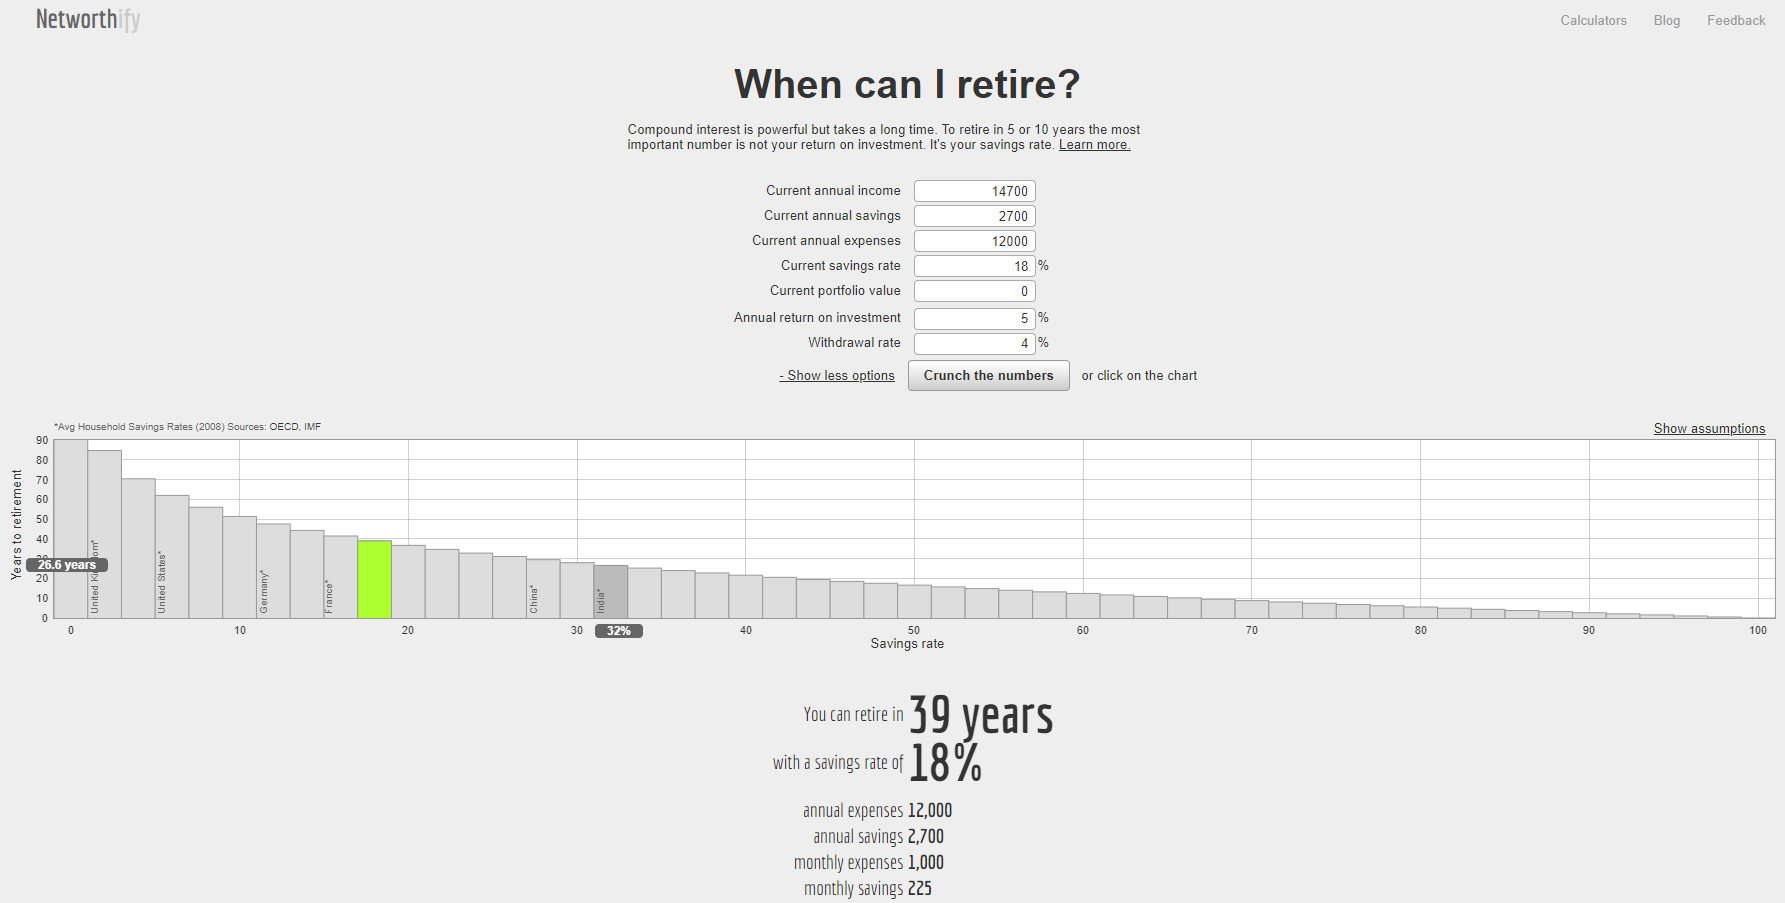 Networthify
Calculators Blog Feedback
When can I retire?
Compound interest is powerful but takes a long time. To retire in 5 or 10 years the most
important number is not your return on investment. It's your savings rate. Learn more.
Current annual income 14700
Current annual savings 2700
Current annual expenses 12000
Current savings rate 18 %
Current portfolio value 0
Annual return on investment 5 %
Withdrawal rate 4 %
- Show less options Crunch the numbers or click on the chart
*Avg Household Savings Rates (2008) Sources: OECD, IMF
Show assumptions
Years to retirement
90
80
70
60
50
40
26.6 years
20
10
0
United Kingdom*
United States*
Germany*
France*
China*
India*
0 10 20 30 32% 40 50 60 70 80 90 100
Savings rate
You can retire in 39 years
with a savings rate of 18%
annual expenses 12,000
annual savings 2,700
monthly expenses 1,000
monthly savings 225